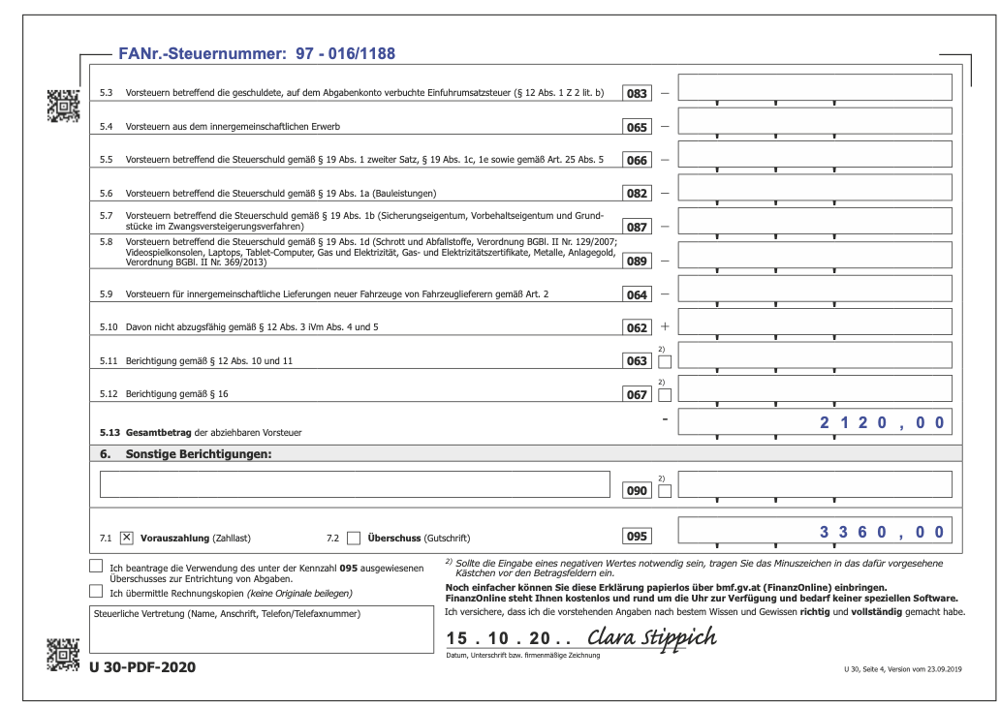 FANr.-Steuernummer: 97 - 016/1188
5.3 Vorsteuern betreffend die geschuldete, auf dem Abgabenkonto verbuchte Einfuhrumsatzsteuer (§ 12 Abs. 1 Z 2 lit. b) 083 –
5.4 Vorsteuern aus dem innergemeinschaftlichen Erwerb 065 –
5.5 Vorsteuern betreffend die Steuerschuld gemäß § 19 Abs. 1 zweiter Satz, § 19 Abs. 1c, 1e sowie gemäß Art. 25 Abs. 5 066 –
5.6 Vorsteuern betreffend die Steuerschuld gemäß § 19 Abs. 1a (Bauleistungen) 082 –
5.7 Vorsteuern betreffend die Steuerschuld gemäß § 19 Abs. 1b (Sicherungseigentum, Vorbehaltseigentum und Grund-
stücke im Zwangsversteigerungsverfahren) 087 –
5.8 Vorsteuern betreffend die Steuerschuld gemäß § 19 Abs. 1d (Schrott und Abfallstoffe, Verordnung BGBl. II Nr. 129/2007;
Videospielkonsolen, Laptops, Tablet-Computer, Gas und Elektrizität, Gas- und Elektrizitätszertifikate, Metalle, Anlagegold,
Verordnung BGBl. II Nr. 369/2013) 089 –
5.9 Vorsteuern für innergemeinschaftliche Lieferungen neuer Fahrzeuge von Fahrzeuglieferern gemäß Art. 2 064 –
5.10 Davon nicht abzugsfähig gemäß § 12 Abs. 3 iVm Abs. 4 und 5 062 +
5.11 Berichtigung gemäß § 12 Abs. 10 und 11 063 2)
5.12 Berichtigung gemäß § 16 067 2)
5.13 Gesamtbetrag der abziehbaren Vorsteuer - 2120,00
6. Sonstige Berichtigungen:
090 2)
7.1 X Vorauszahlung (Zahllast) 7.2 Überschuss (Gutschrift) 095 3360,00
Ich beantrage die Verwendung des unter der Kennzahl 095 ausgewiesenen
Überschusses zur Entrichtung von Abgaben.
Ich übermittle Rechnungskopien (keine Originale beilegen)
Steuerliche Vertretung (Name, Anschrift, Telefon/Telefaxnummer)
2) Sollte die Eingabe eines negativen Wertes notwendig sein, tragen Sie das Minuszeichen in das dafür vorgesehene
Kästchen vor den Betragsfeldern ein.
Noch einfacher können Sie diese Erklärung papierlos über bmf.gv.at (FinanzOnline) einbringen.
FinanzOnline steht Ihnen kostenlos und rund um die Uhr zur Verfügung und bedarf keiner speziellen Software.
Ich versichere, dass ich die vorstehenden Angaben nach bestem Wissen und Gewissen richtig und vollständig gemacht habe.
15.10.20.. Clara Stippich
Datum, Unterschrift bzw. firmenmäßige Zeichnung
U 30-PDF-2020
U 30, Seite 4, Version vom 23.09.2019